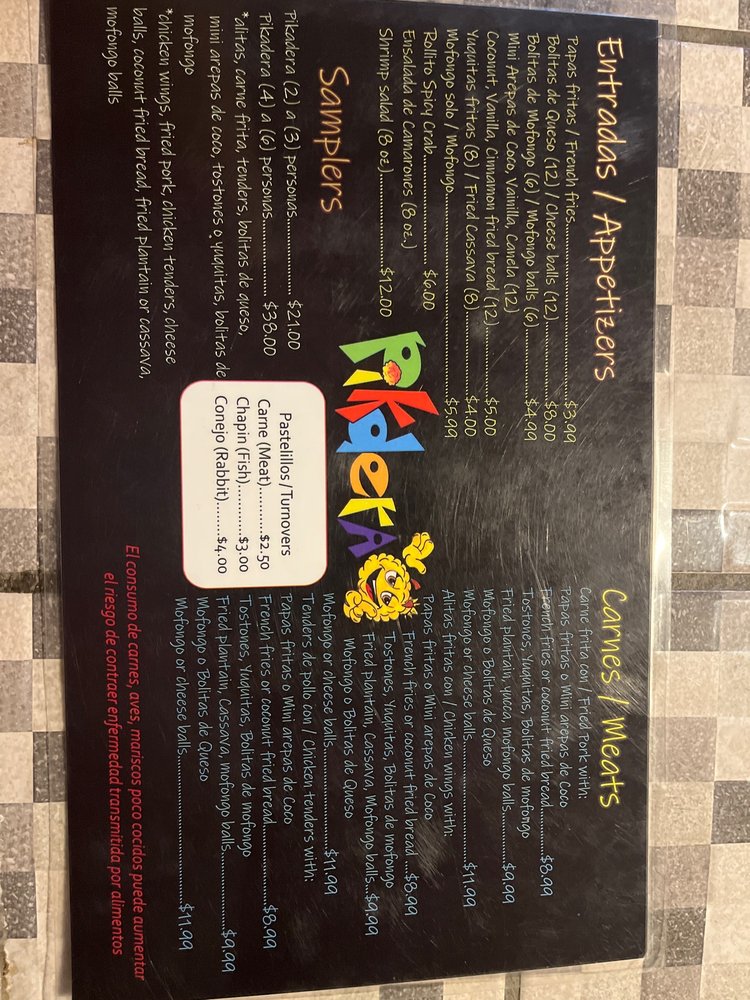 Entradas / Appetizers
Papas fritas / French fries..............................$3.99
Bolitas de Queso (12) / Cheese balls (12)..........$8.00
Bolitas de Mofongo (6) / Mofongo balls (6)..........$4.99
Mini Arepas de Coco, Vainilla, Canela (12)
Coconut, Vanilla, Cinnamon fried bread (12)..........$5.00
Yuquitas fritas (8) / Fried Cassava (8)..............$4.00
Mofongo solo / Mofongo..............................$5.99
Rollito Spicy Crab....................$6.00
Ensalada de Camarones (8 oz.)
Shrimp salad (8 oz)....................$12.00
Samplers
Pikadera (2) a (3) personas.............. $21.00
Pikadera (4) a (6) personas.............. $38.00
*alitas, carne frita, tenders, bolitas de queso,
mini arepas de coco, tostones o yuquitas, bolitas de
mofongo
*chicken wings, fried pork, chicken tenders, cheese
balls, coconut fried bread, fried plantain or cassava,
mofongo balls
PiKderA
Pastelillos / Turnovers
Carne (Meat)..........$2.50
Chapin (Fish)..........$3.00
Conejo (Rabbit)........$4.00
Carnes / Meats
Carne frita con / Fried Pork with:
Papas fritas o Mini arepas de Coco
French fries or coconut fried bread..........$8.99
Tostones, Yuquitas, Bolitas de mofongo
Fried plantain, yuca, mofongo balls..........$9.99
Mofongo o Bolitas de Queso
Mofongo or cheese balls....................$11.99
Alitas fritas con / Chicken wings with:
Papas fritas o Mini arepas de Coco
French fries or coconut fried bread ...$8.99
Tostones, Yuquitas, Bolitas de mofongo
Fried plantain, Cassava, Mofongo balls...$9.99
Mofongo o Bolitas de Queso
Mofongo or cheese balls....................$11.99
Tenders de pollo con / Chicken tenders with:
Papas fritas o Mini arepas de Coco
French fries or coconut fried bread..........$8.99
Tostones, Yuquitas, Bolitas de mofongo
Fried plantain, Cassava, mofongo balls..........$9.99
Mofongo o Bolitas de Queso
Mofongo or cheese balls....................$11.99
El consumo de carnes, aves, mariscos poco cocidos puede aumentar
el riesgo de contraer enfermedad transmitida por alimentos